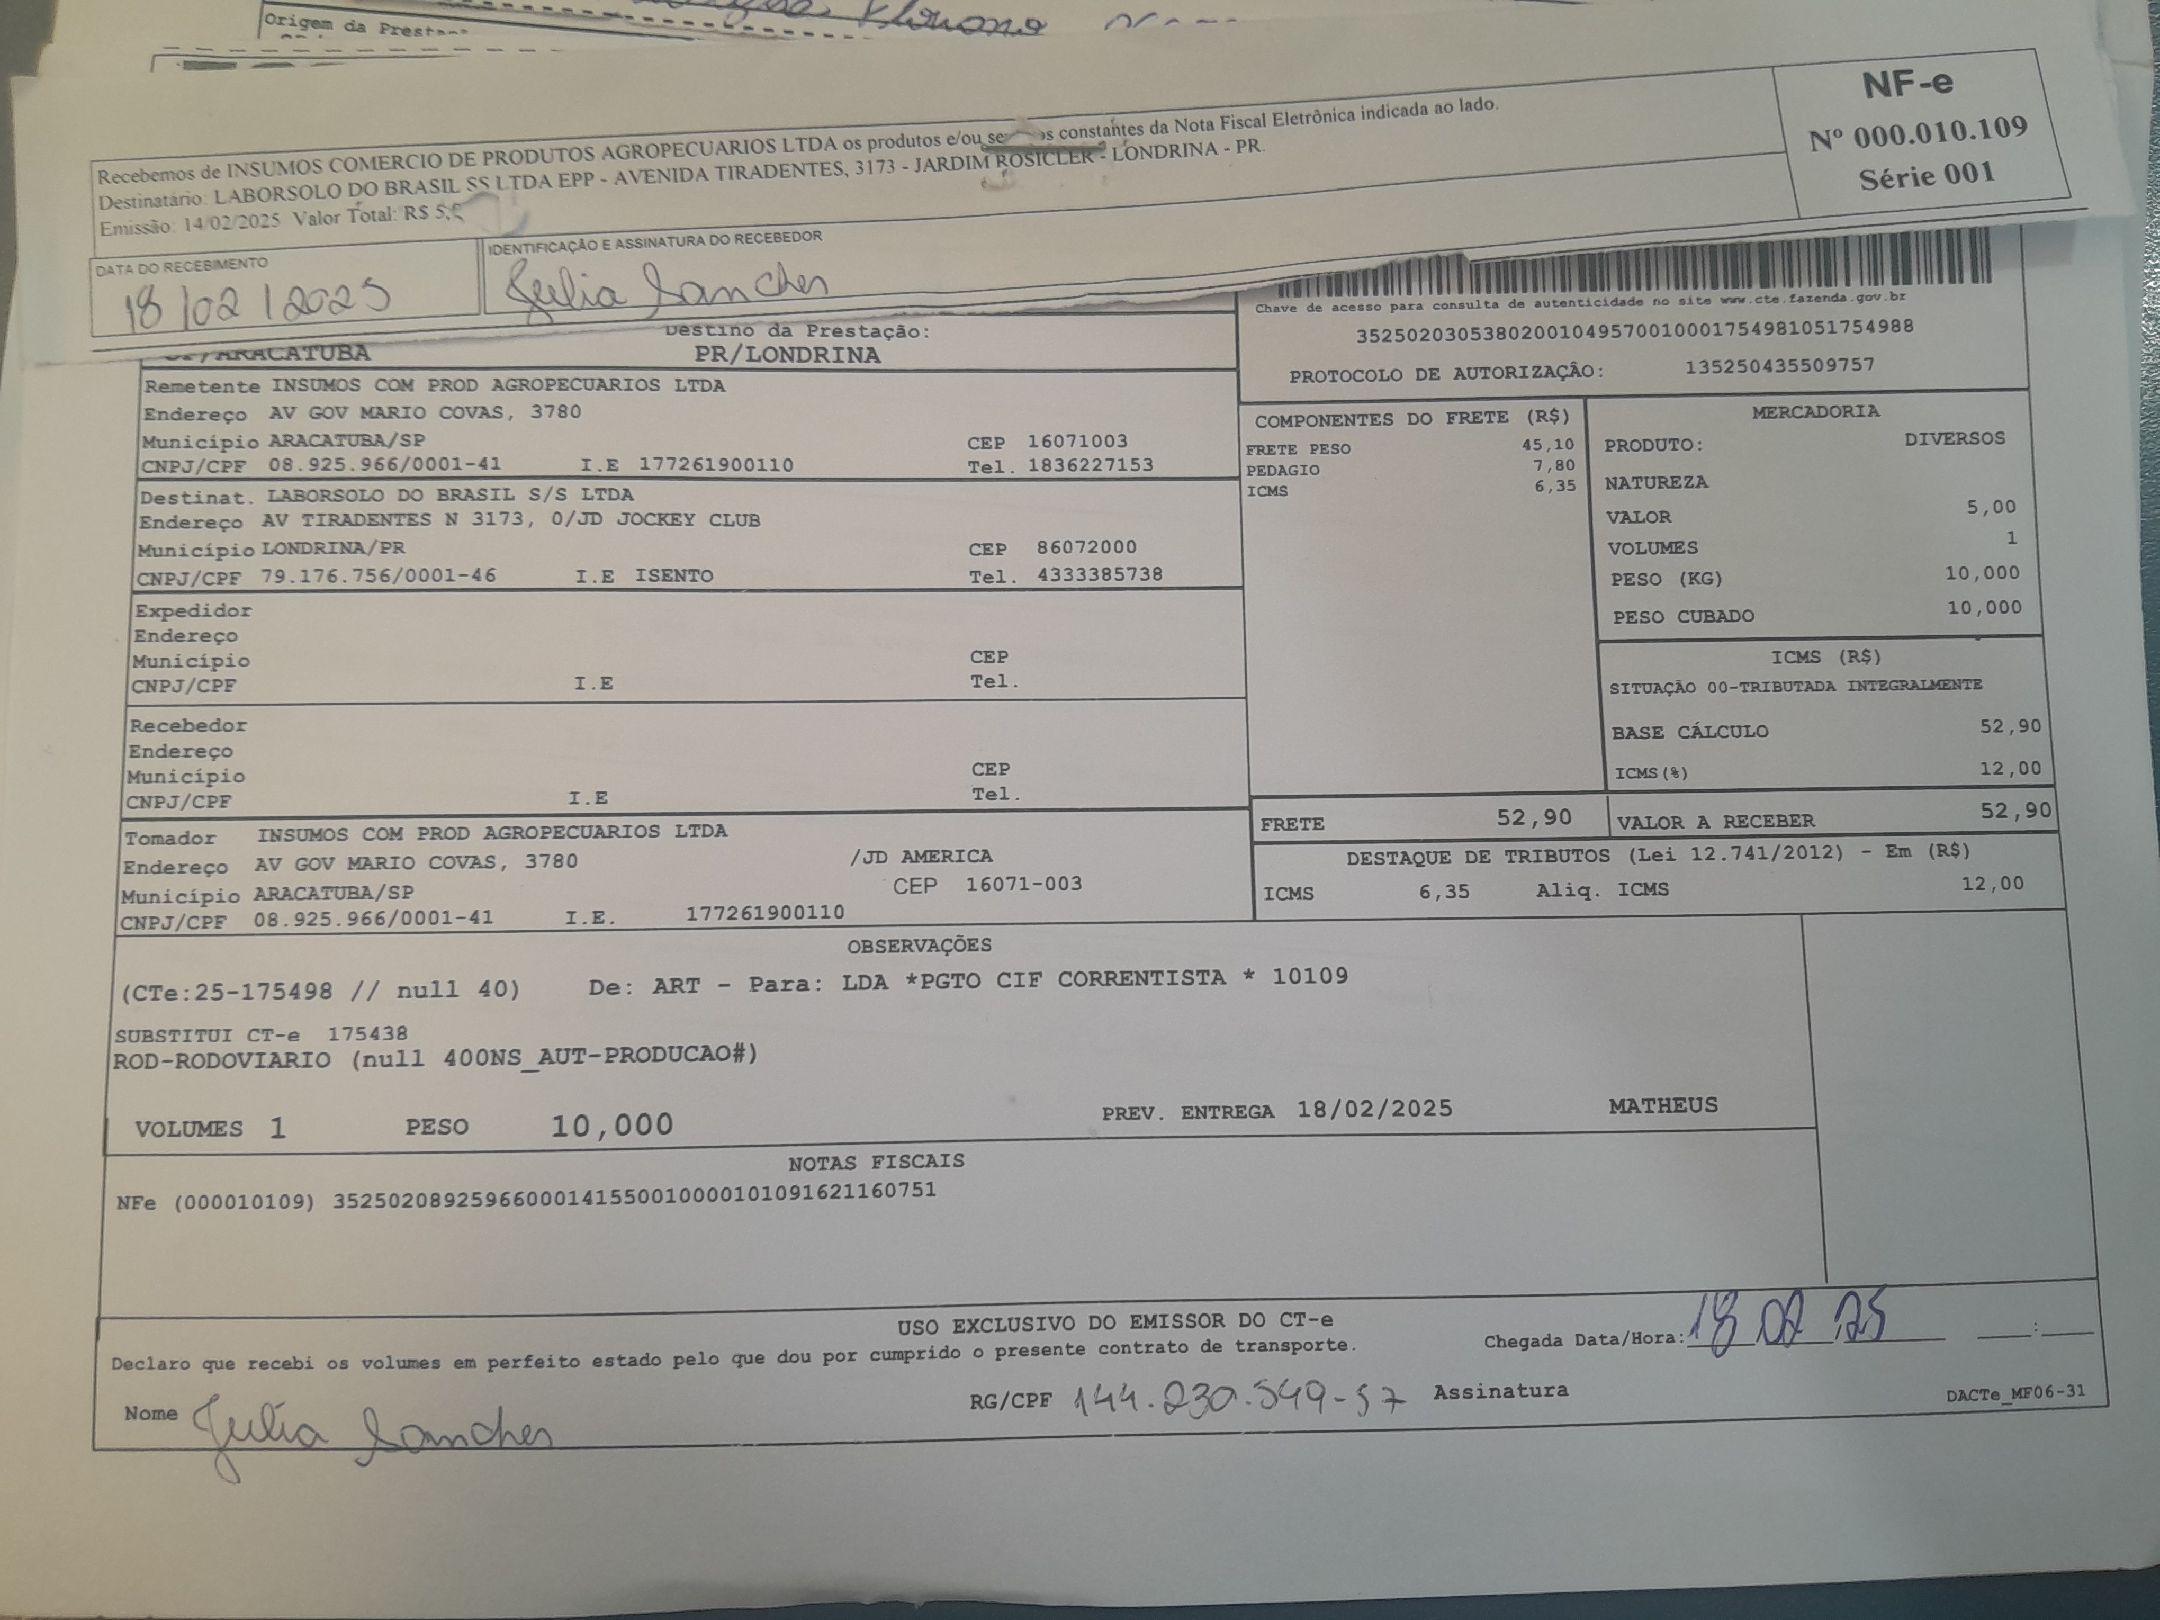 Origem da Prest
Recebemos de INSUMOS COMERCIO DE PRODUTOS AGROPECUARIOS LTDA os produtos e/ou constantes da Nota Fiscal Eletrônica indicada ao lado.
Destinatário: LABORSOLO DO BRASIL SS LTDA EPP - AVENIDA TIRADENTES, 3173 - JARDIM ROSICLER - LONDRINA - PR.
Emissão: 14/02/2025 Valor Total: R$ 5,
NF-e
Nº 000.010.109
Série 001
DATA DO RECEBIMENTO
18/02/2025
IDENTIFICAÇÃO E ASSINATURA DO RECEBEDOR
Julia Sanches
Chave de acesso para consulta de autenticidade no site www.cte.fazenda.gov.br
35250203053802001049570010001754981051754988
PROTOCOLO DE AUTORIZAÇÃO: 135250435509757
Destino da Prestação:
SP/ARACATUBA PR/LONDRINA
Remetente INSUMOS COM PROD AGROPECUARIOS LTDA
Endereço AV GOV MARIO COVAS, 3780
Município ARACATUBA/SP CEP 16071003
CNPJ/CPF 08.925.966/0001-41 I.E 177261900110 Tel. 1836227153
Destinat. LABORSOLO DO BRASIL S/S LTDA
Endereço AV TIRADENTES N 3173, 0/JD JOCKEY CLUB
Município LONDRINA/PR CEP 86072000
CNPJ/CPF 79.176.756/0001-46 I.E ISENTO Tel. 4333385738
Expedidor
Endereço
Município CEP
CNPJ/CPF I.E Tel.
Recebedor
Endereço
Município CEP
CNPJ/CPF I.E Tel.
Tomador INSUMOS COM PROD AGROPECUARIOS LTDA
Endereço AV GOV MARIO COVAS, 3780 /JD AMERICA
Município ARACATUBA/SP CEP 16071-003
CNPJ/CPF 08.925.966/0001-41 I.E. 177261900110
COMPONENTES DO FRETE (R$)
FRETE PESO 45,10
PEDAGIO 7,80
ICMS 6,35
MERCADORIA
PRODUTO: DIVERSOS
NATUREZA
VALOR 5,00
VOLUMES 1
PESO (KG) 10,000
PESO CUBADO 10,000
ICMS (R$)
SITUAÇÃO 00-TRIBUTADA INTEGRALMENTE
BASE CÁLCULO 52,90
ICMS(%) 12,00
FRETE 52,90 VALOR A RECEBER 52,90
DESTAQUE DE TRIBUTOS (Lei 12.741/2012) - Em (R$)
ICMS 6,35 Aliq. ICMS 12,00
OBSERVAÇÕES
(CTe:25-175498 // null 40) De: ART - Para: LDA *PGTO CIF CORRENTISTA * 10109
SUBSTITUI CT-e 175438
ROD-RODOVIARIO (null 400NS_AUT-PRODUCAO#)
VOLUMES 1 PESO 10,000 PREV. ENTREGA 18/02/2025 MATHEUS
NOTAS FISCAIS
NFe (000010109) 35250208925966000141550010000101091621160751
USO EXCLUSIVO DO EMISSOR DO CT-e
Declaro que recebi os volumes em perfeito estado pelo que dou por cumprido o presente contrato de transporte.
Chegada Data/Hora: 18 02 25 :
Nome Julia Sanches RG/CPF 144.230.549-57 Assinatura
DACTe_MF06-31